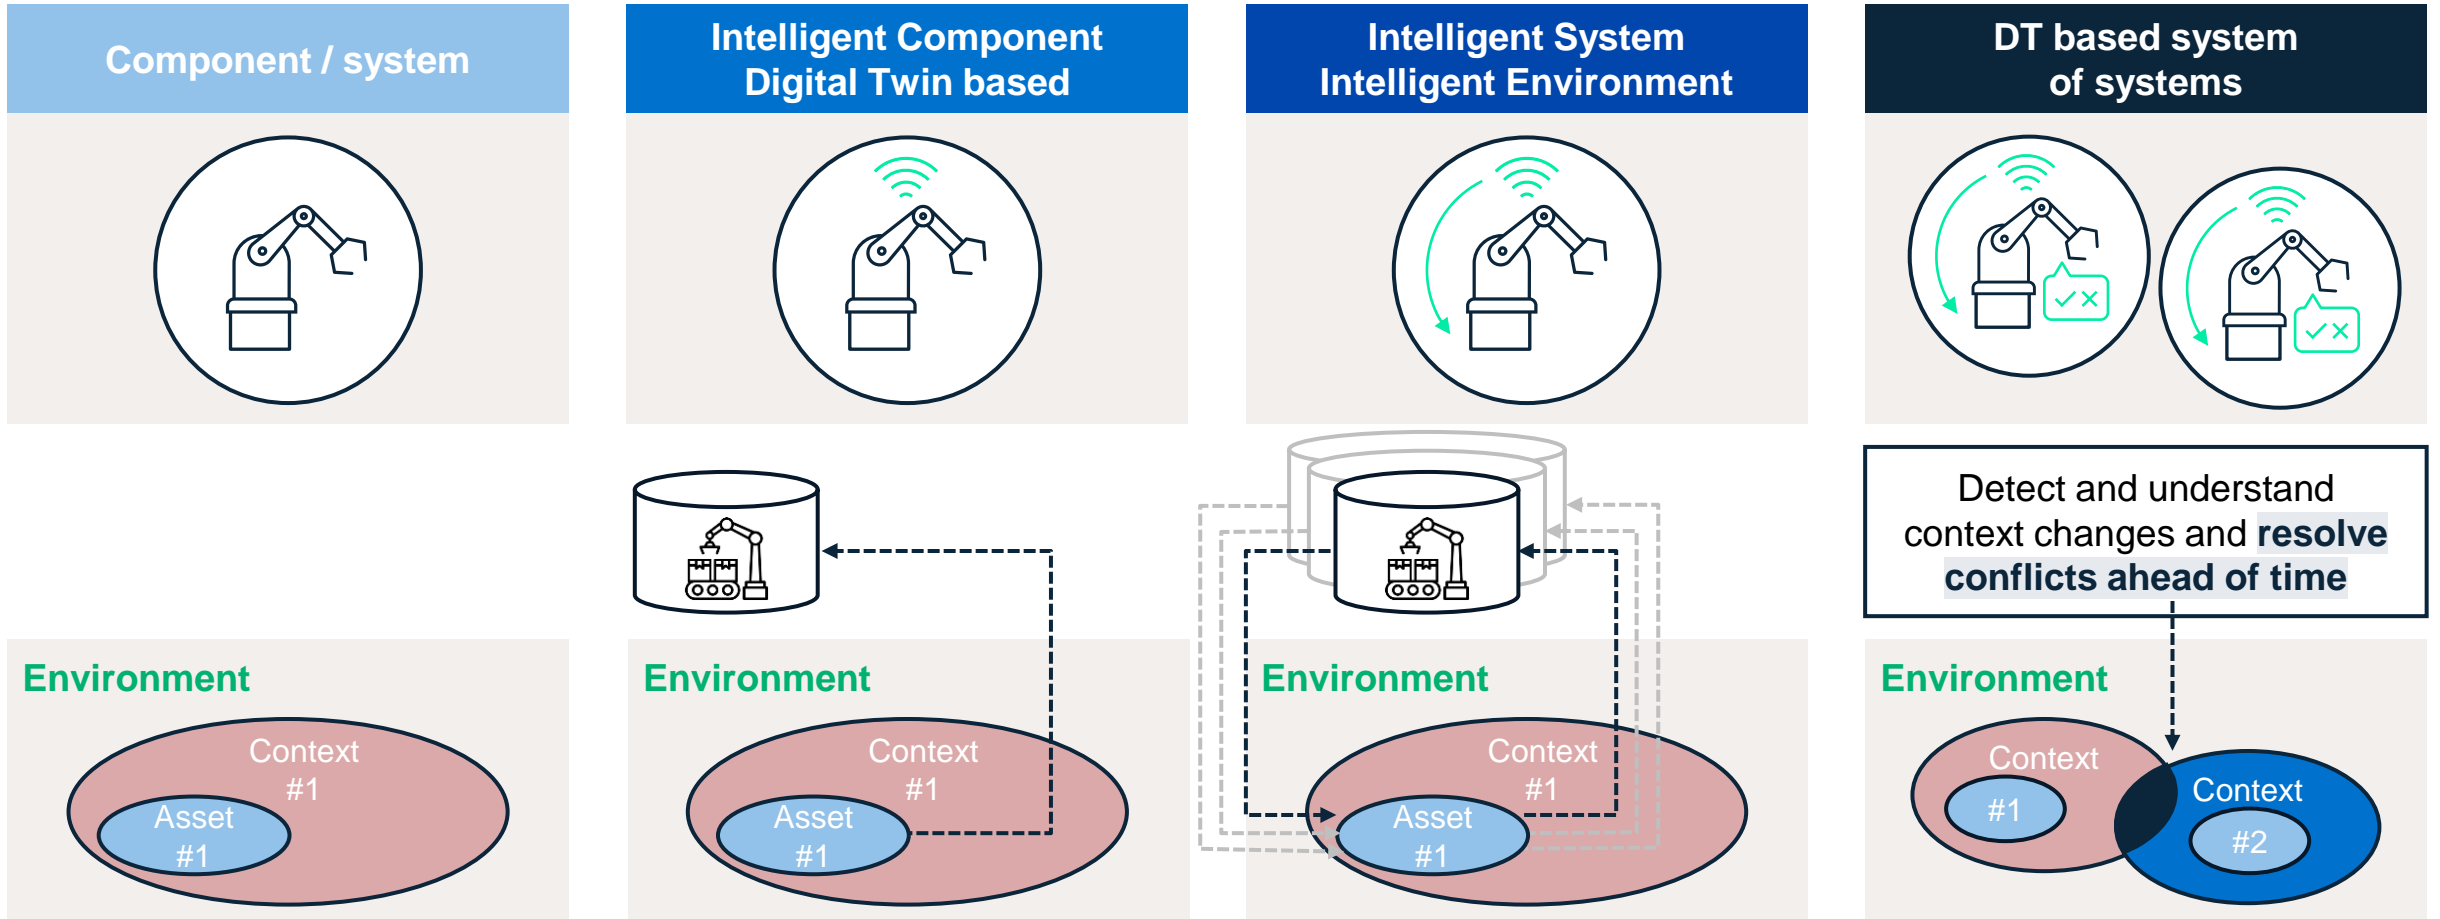 Component / system
Intelligent Component
Digital Twin based
Intelligent System
Intelligent Environment
DT based system
of systems
Detect and understand
context changes and resolve
conflicts ahead of time
Environment
Context
#1
Asset
#1
Environment
Context
#1
Asset
#1
Environment
Context
#1
Asset
#1
Environment
Context
#1
Context
#2